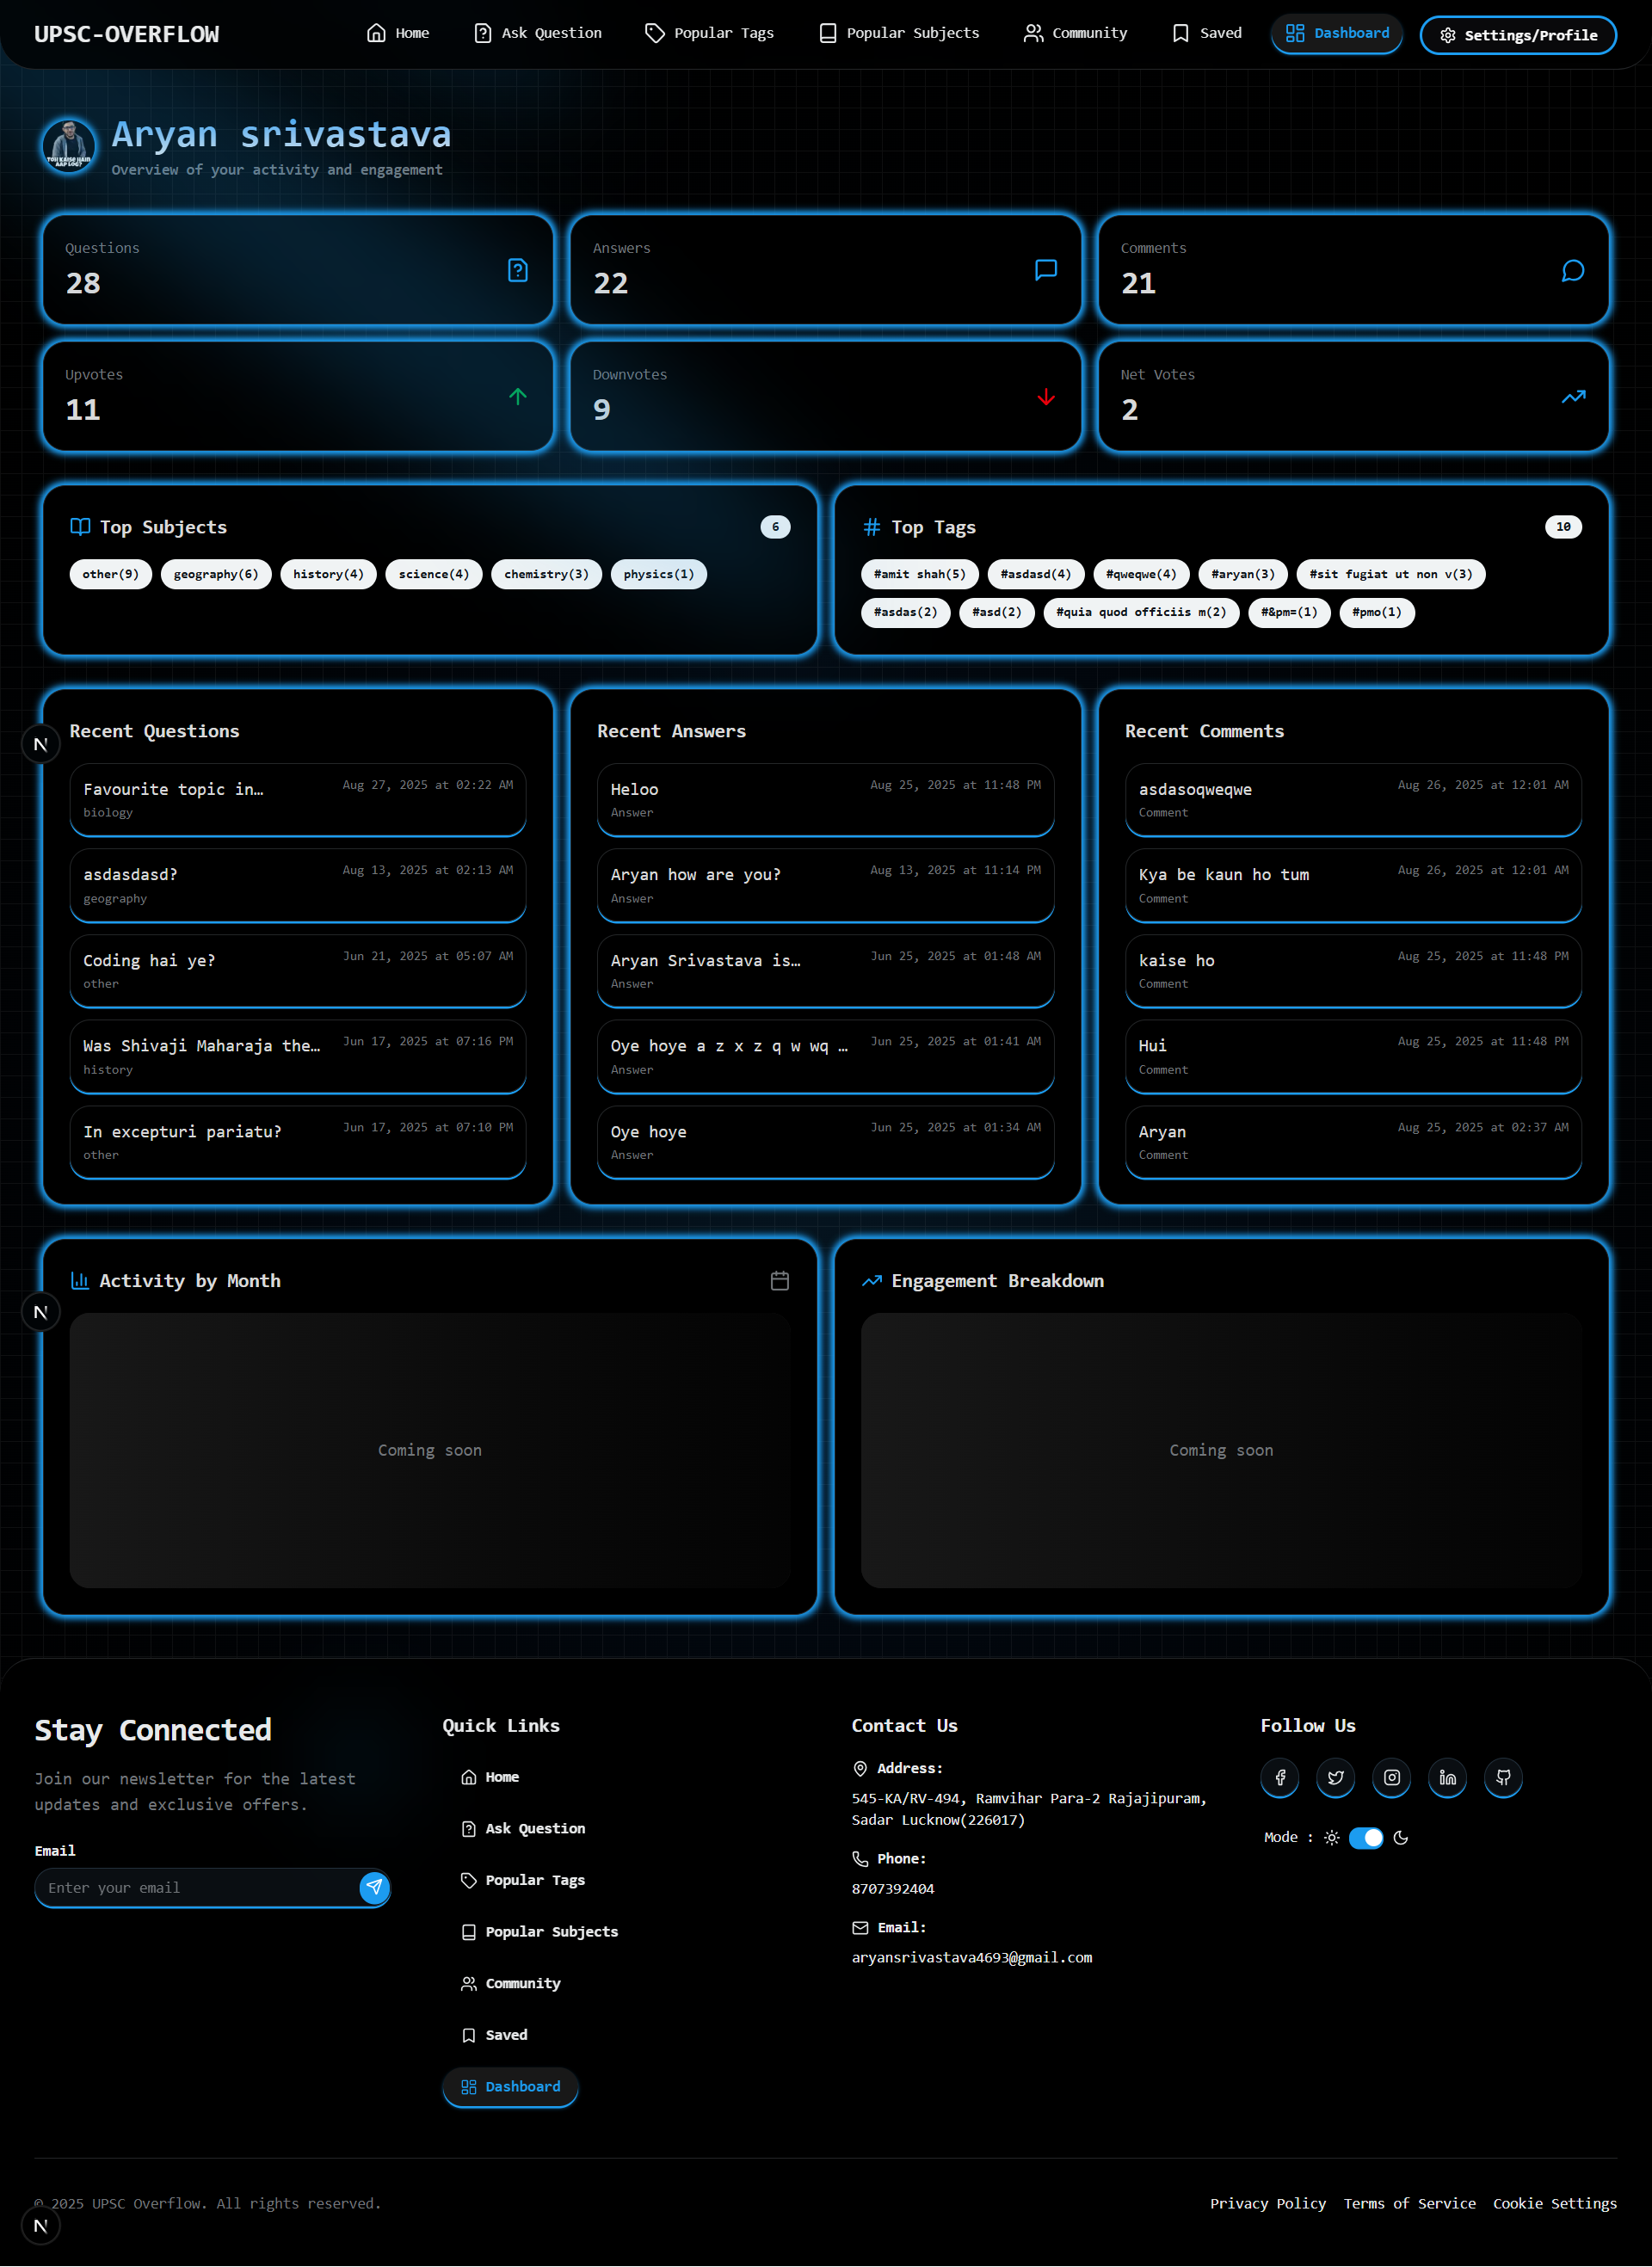 UPSC-OVERFLOW
Home
Ask Question
Popular Tags
Popular Subjects
Community
Saved
Dashboard
Settings/Profile
Aryan srivastava
Overview of your activity and engagement
Questions
28
Answers
22
Comments
21
Upvotes
11
Downvotes
9
Net Votes
2
Top Subjects
6
other(9)
geography(6)
history(4)
science(4)
chemistry(3)
physics(1)
Top Tags
10
#amit shah(5)
#asdasd(4)
#qweqwe(4)
#aryan(3)
#sit fugiat ut non v(3)
#asdas(2)
#asd(2)
#quia quod officiis m(2)
#&pm=(1)
#pmo(1)
Recent Questions
Favourite topic in…
Aug 27, 2025 at 02:22 AM
biology
asdasdasd?
Aug 13, 2025 at 02:13 AM
geography
Coding hai ye?
Jun 21, 2025 at 05:07 AM
other
Was Shivaji Maharaja the…
Jun 17, 2025 at 07:16 PM
history
In excepturi pariatu?
Jun 17, 2025 at 07:10 PM
other
Recent Answers
Heloo
Aug 25, 2025 at 11:48 PM
Answer
Aryan how are you?
Aug 13, 2025 at 11:14 PM
Answer
Aryan Srivastava is…
Jun 25, 2025 at 01:48 AM
Answer
Oye hoye a z x z q w wq …
Jun 25, 2025 at 01:41 AM
Answer
Oye hoye
Jun 25, 2025 at 01:34 AM
Answer
Recent Comments
asdasoqweqwe
Aug 26, 2025 at 12:01 AM
Comment
Kya be kaun ho tum
Aug 26, 2025 at 12:01 AM
Comment
kaise ho
Aug 25, 2025 at 11:48 PM
Comment
Hui
Aug 25, 2025 at 11:48 PM
Comment
Aryan
Aug 25, 2025 at 02:37 AM
Comment
N
Activity by Month
Coming soon
N
Engagement Breakdown
Coming soon
Stay Connected
Join our newsletter for the latest
updates and exclusive offers.
Email
Enter your email
Quick Links
Home
Ask Question
Popular Tags
Popular Subjects
Community
Saved
Dashboard
Contact Us
Address:
545-KA/RV-494, Ramvihar Para-2 Rajajipuram,
Sadar Lucknow(226017)
Phone:
8707392404
Email:
aryansrivastava4693@gmail.com
Follow Us
Mode :
© 2025 UPSC Overflow. All rights reserved.
Privacy Policy
Terms of Service
Cookie Settings
N